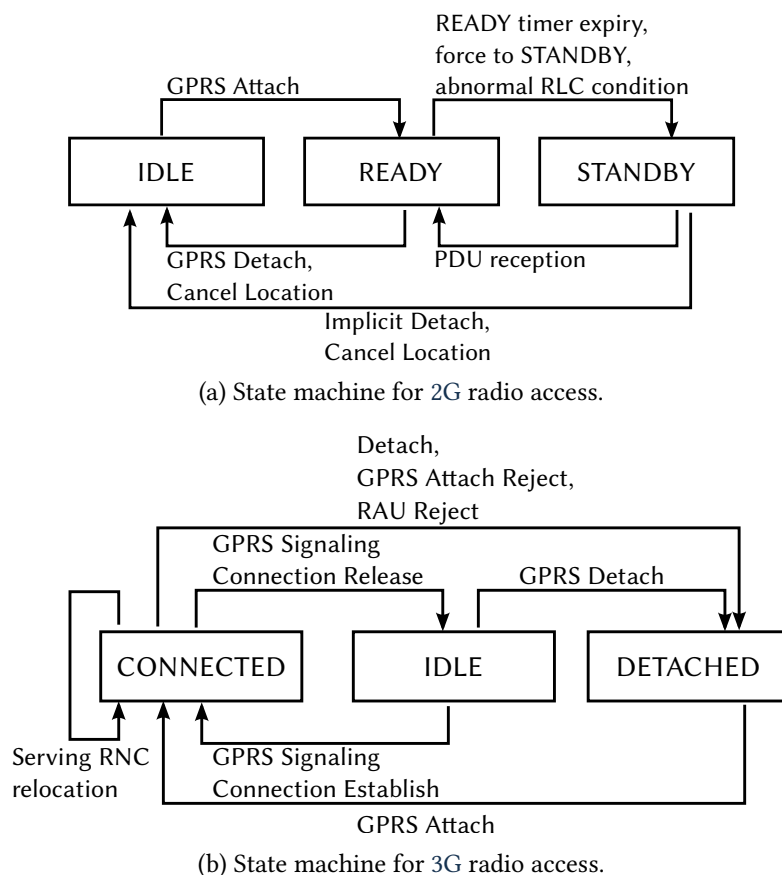 READY timer expiry,
force to STANDBY,
abnormal RLC condition
GPRS Attach
IDLE
READY
STANDBY
GPRS Detach,
Cancel Location
PDU reception
Implicit Detach,
Cancel Location
(a) State machine for 2G radio access.
Detach,
GPRS Attach Reject,
RAU Reject
GPRS Signaling
Connection Release
GPRS Detach
CONNECTED
IDLE
DETACHED
Serving RNC
relocation
GPRS Signaling
Connection Establish
GPRS Attach
(b) State machine for 3G radio access.